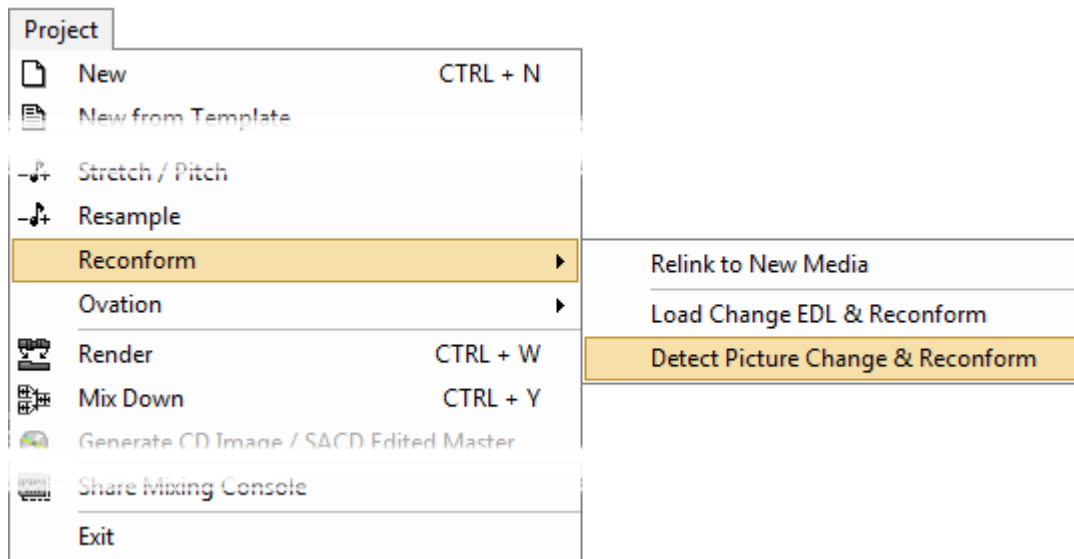 Project
New CTRL + N
New from Template
Stretch / Pitch
Resample
Reconform
Relink to New Media
Load Change EDL & Reconform
Detect Picture Change & Reconform
Ovation
Render CTRL + W
Mix Down CTRL + Y
Generate CD Image / SACD Edited Master
Share Mixing Console
Exit